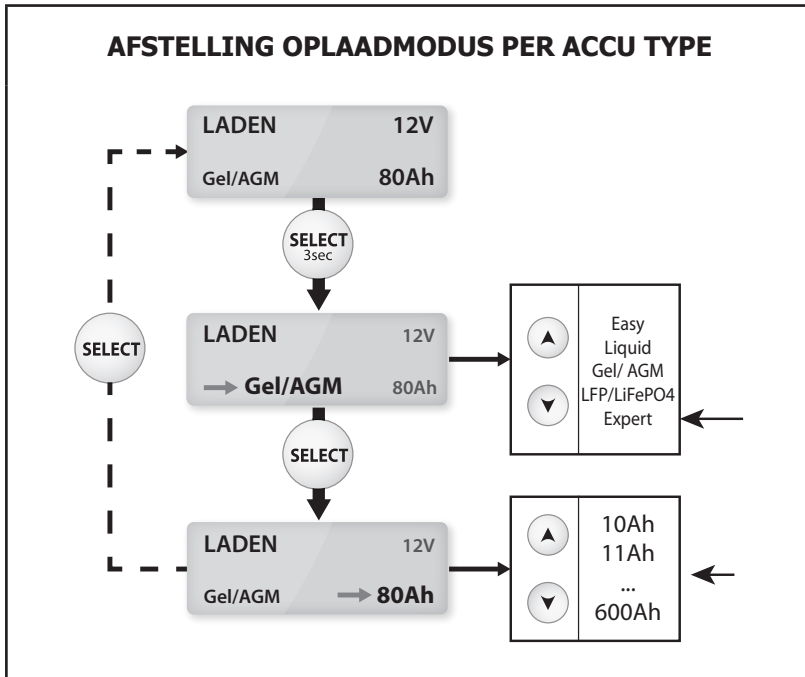 AFSTELLING OPLAADMODUS PER ACCU TYPE
LADEN 12V
Gel/AGM 80Ah
SELECT
3sec
LADEN 12V
Gel/AGM 80Ah
Easy
Liquid
Gel/ AGM
LFP/LiFePO4
Expert
SELECT
SELECT
LADEN 12V
Gel/AGM 80Ah
10Ah
11Ah
...
600Ah